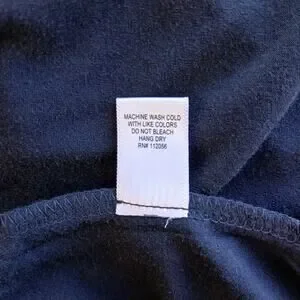 MACHINE WASH COLD
WITH LIKE COLORS
DO NOT BLEACH
HANG DRY
RN# 112056